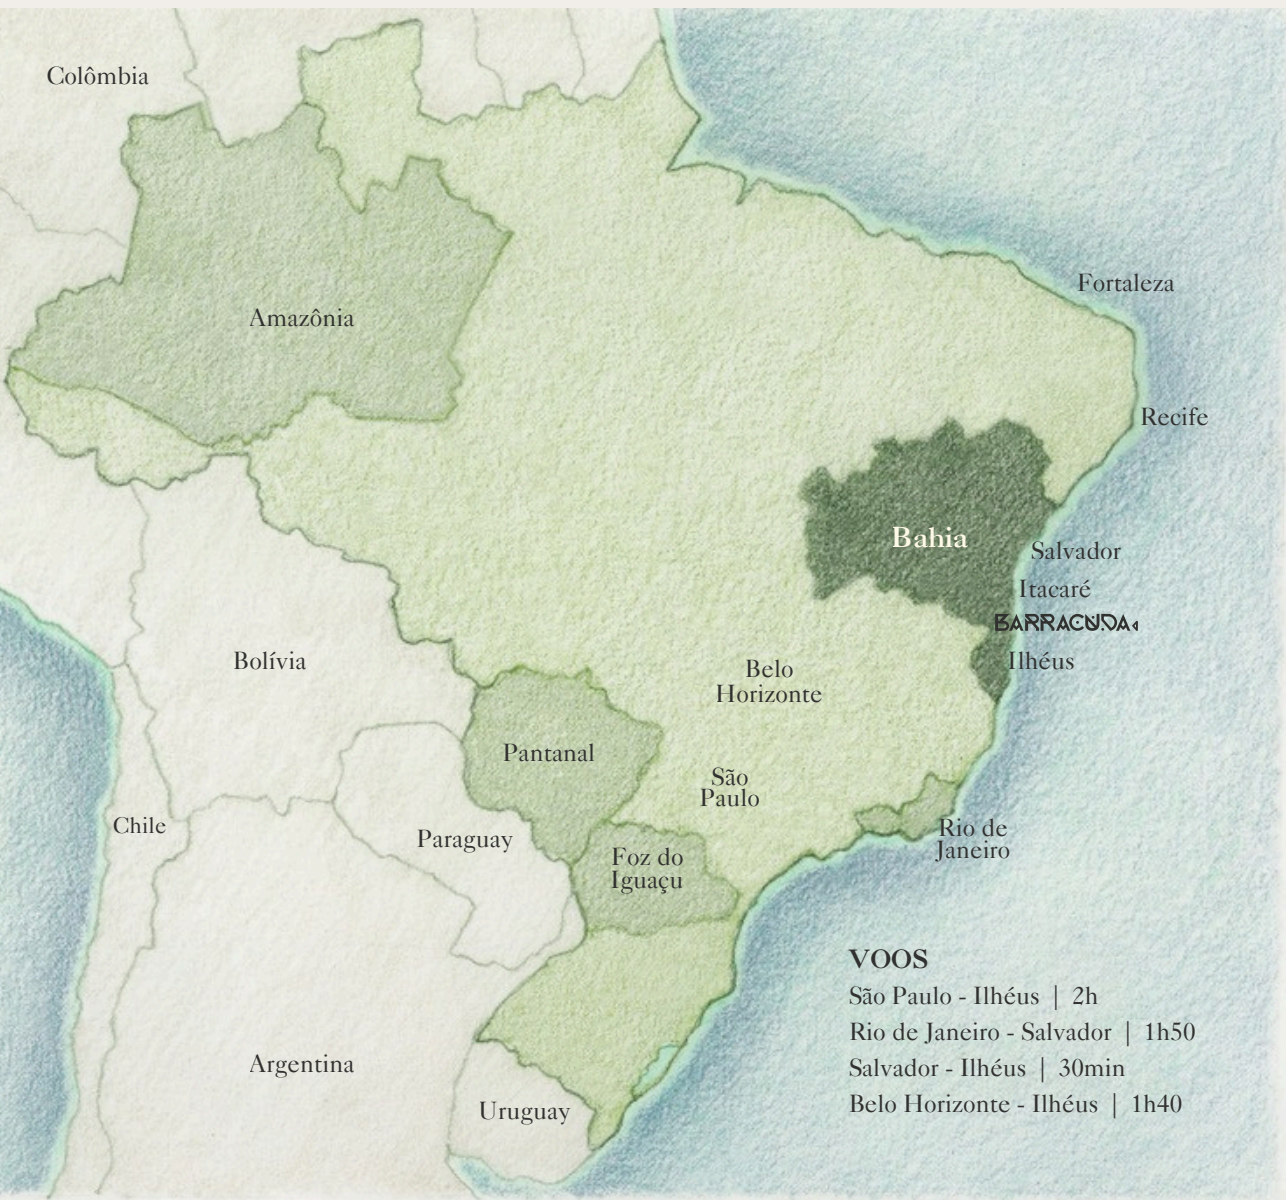 Colômbia
Fortaleza
Amazônia
Recife
Bahia
Salvador
Itacaré
BARRACUDA
Ilhéus
Bolívia
Belo
Horizonte
Pantanal
São
Paulo
Chile
Paraguay
Rio de
Janeiro
Foz do
Iguaçu
VOOS
São Paulo - Ilhéus | 2h
Rio de Janeiro - Salvador | 1h50
Salvador - Ilhéus | 30min
Belo Horizonte - Ilhéus | 1h40
Argentina
Uruguay